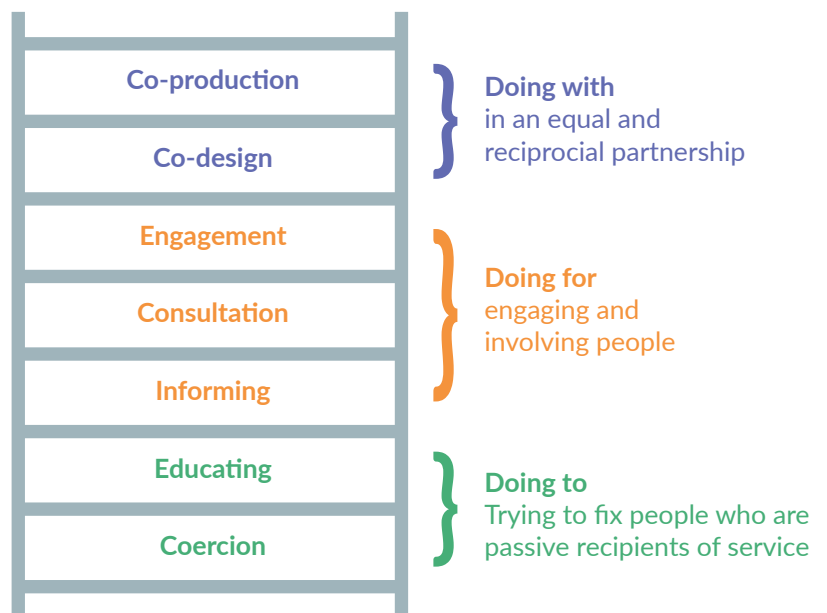 Co-production
Co-design
Engagement
Consultation
Informing
Educating
Coercion
Doing with
in an equal and
reciprocial partnership
Doing for
engaging and
involving people
Doing to
Trying to fix people who are
passive recipients of service